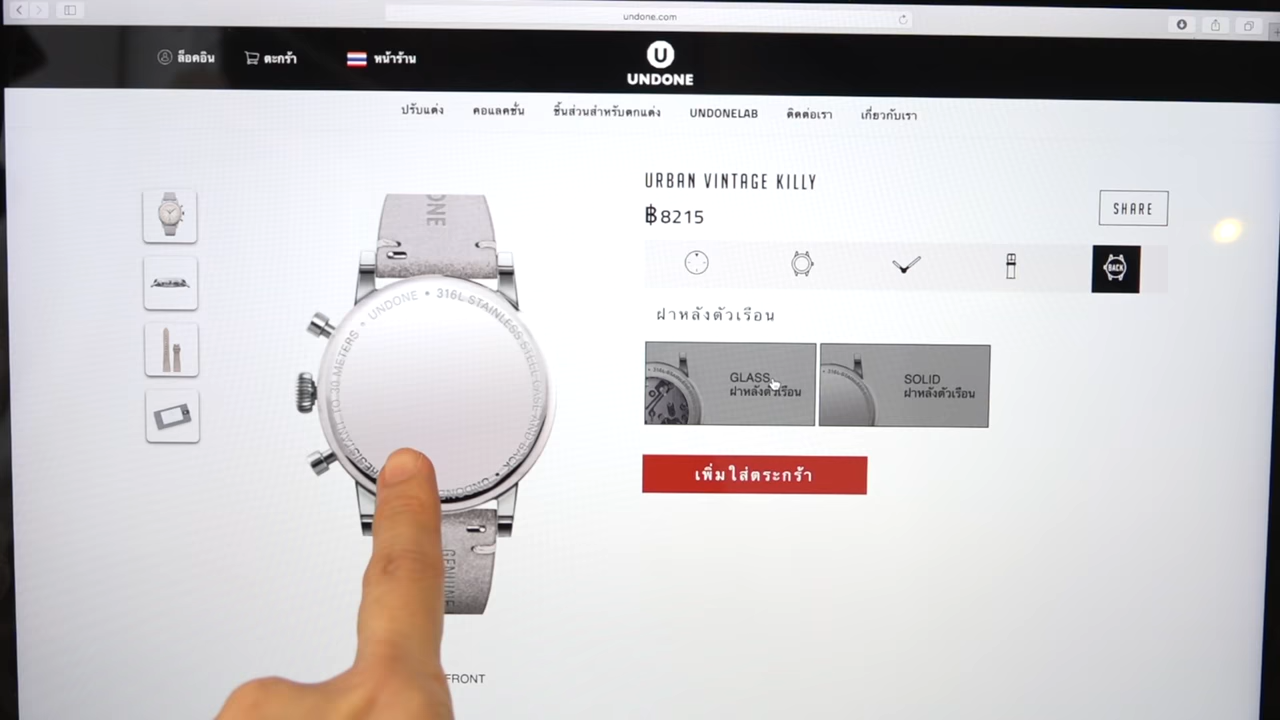 undone.com
ล็อคอิน
ตะกร้า
หน้าร้าน
U
UNDONE
ปรับแต่ง
คอแลคชั่น
ชิ้นส่วนสำหรับตกแต่ง
UNDONELAB
ติดต่อเรา
เกี่ยวกับเรา
URBAN VINTAGE KILLY
฿8215
SHARE
BACK
ฝาหลังตัวเรือน
GLASS
ฝาหลังตัวเรือน
SOLID
ฝาหลังตัวเรือน
เพิ่มใส่ตระกร้า
ONE
UNDONE • 316L STAINLESS STEEL CASE AND BACK
TO 30 METERS
GENUINE
FRONT